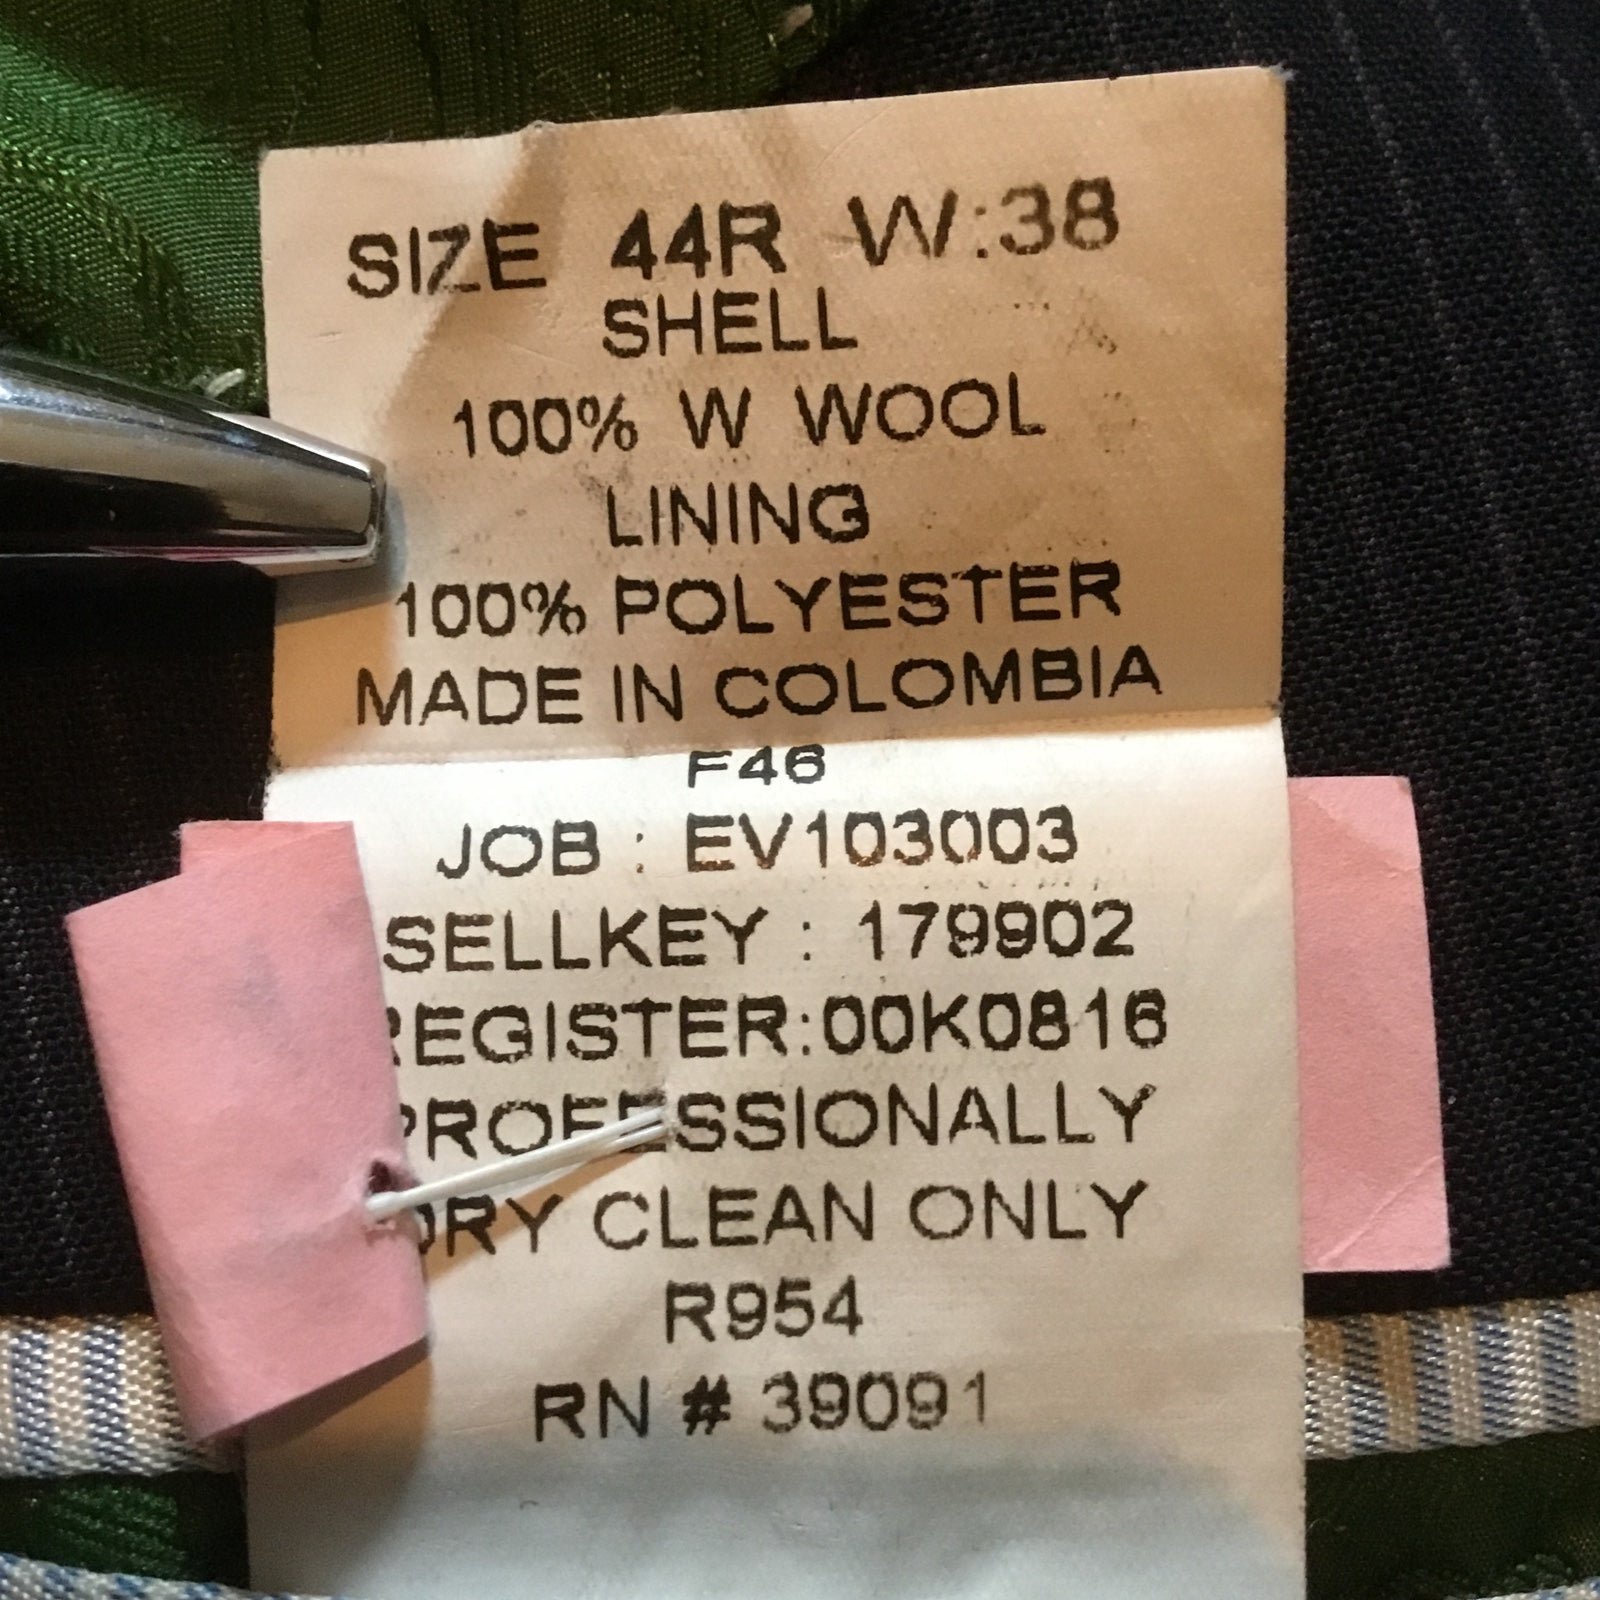 SIZE 44R W:38
SHELL
100% W WOOL
LINING
100% POLYESTER
MADE IN COLOMBIA
F46
JOB : EV103003
SELLKEY : 179902
REGISTER:00K0816
PROFESSIONALLY
DRY CLEAN ONLY
R954
RN # 39091